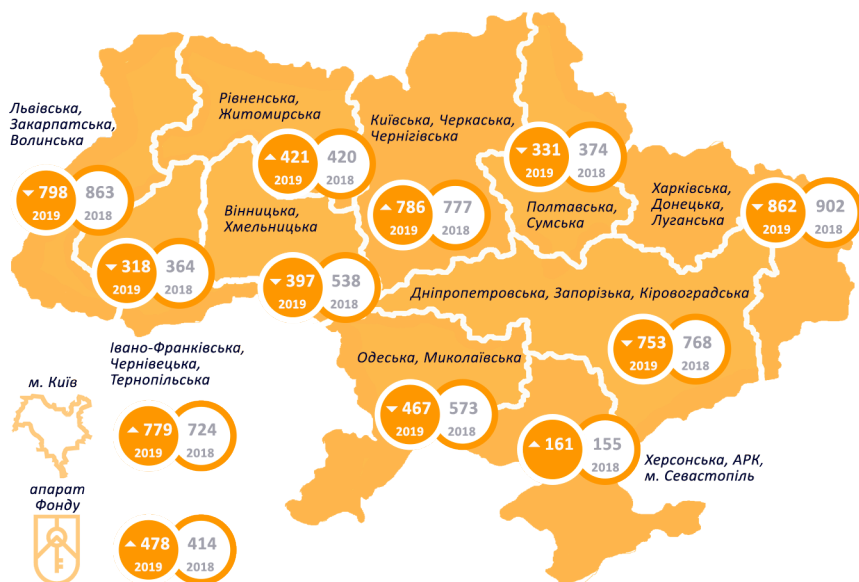 Львівська,
Закарпатська,
Волинська
798
2019
863
2018
Рівненська,
Житомирська
421
2019
420
2018
Київська, Черкаська,
Чернігівська
786
2019
777
2018
331
2019
374
2018
Полтавська,
Сумська
Харківська,
Донецька,
Луганська
862
2019
902
2018
Вінницька,
Хмельницька
397
2019
538
2018
318
2019
364
2018
Івано-Франківська,
Чернівецька,
Тернопільська
Дніпропетровська, Запорізька, Кіровоградська
753
2019
768
2018
Одеська, Миколаївська
467
2019
573
2018
161
155
2018
Херсонська, АРК,
м. Севастопіль
м. Київ
779
2019
724
2018
апарат
Фонду
478
2019
414
2018